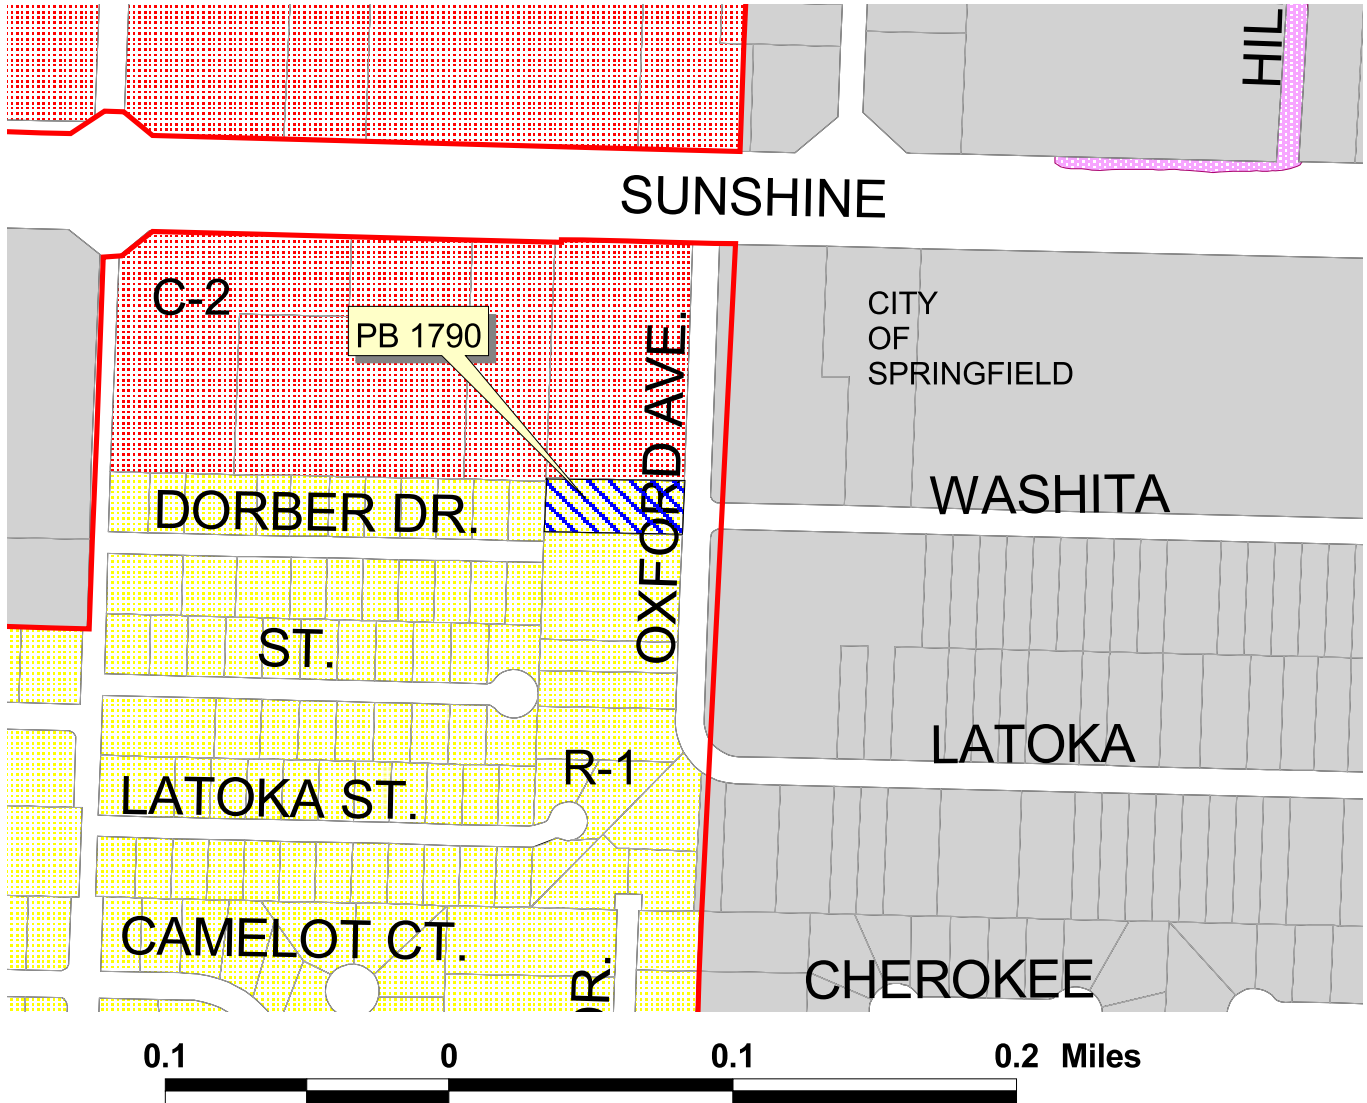 HIL
SUNSHINE
C-2
CITY
OF
SPRINGFIELD
PB 1790
OXFORD AVE.
DORBER DR.
WASHITA
ST.
LATOKA
R-1
LATOKA ST.
CAMELOT CT.
DR.
CHEROKEE
0.1 0 0.1 0.2 Miles